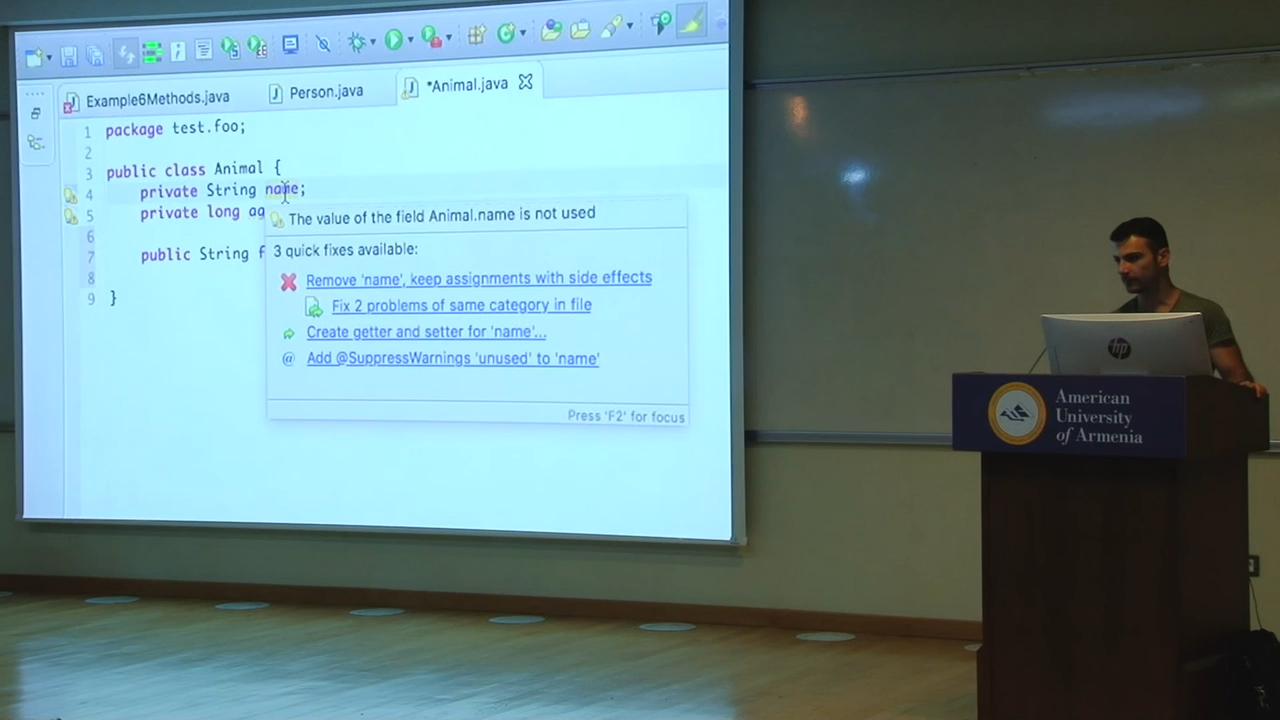 Example6Methods.java
Person.java
*Animal.java
1 package test.foo;
2
3 public class Animal {
4 private String name;
5 private long ag
6
7 public String f
8
9 }
The value of the field Animal.name is not used
3 quick fixes available:
Remove 'name', keep assignments with side effects
Fix 2 problems of same category in file
Create getter and setter for 'name'...
@ Add @SuppressWarnings 'unused' to 'name'
Press 'F2' for focus
hp
American
University
of Armenia